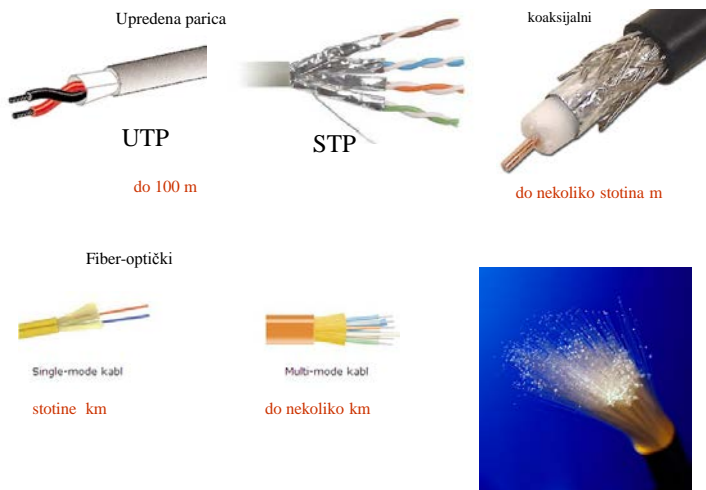 Upredena parica
koaksijalni
UTP
STP
do 100 m
do nekoliko stotina m
Fiber-optički
Single-mode kabl
Multi-mode kabl
stotine km
do nekoliko km